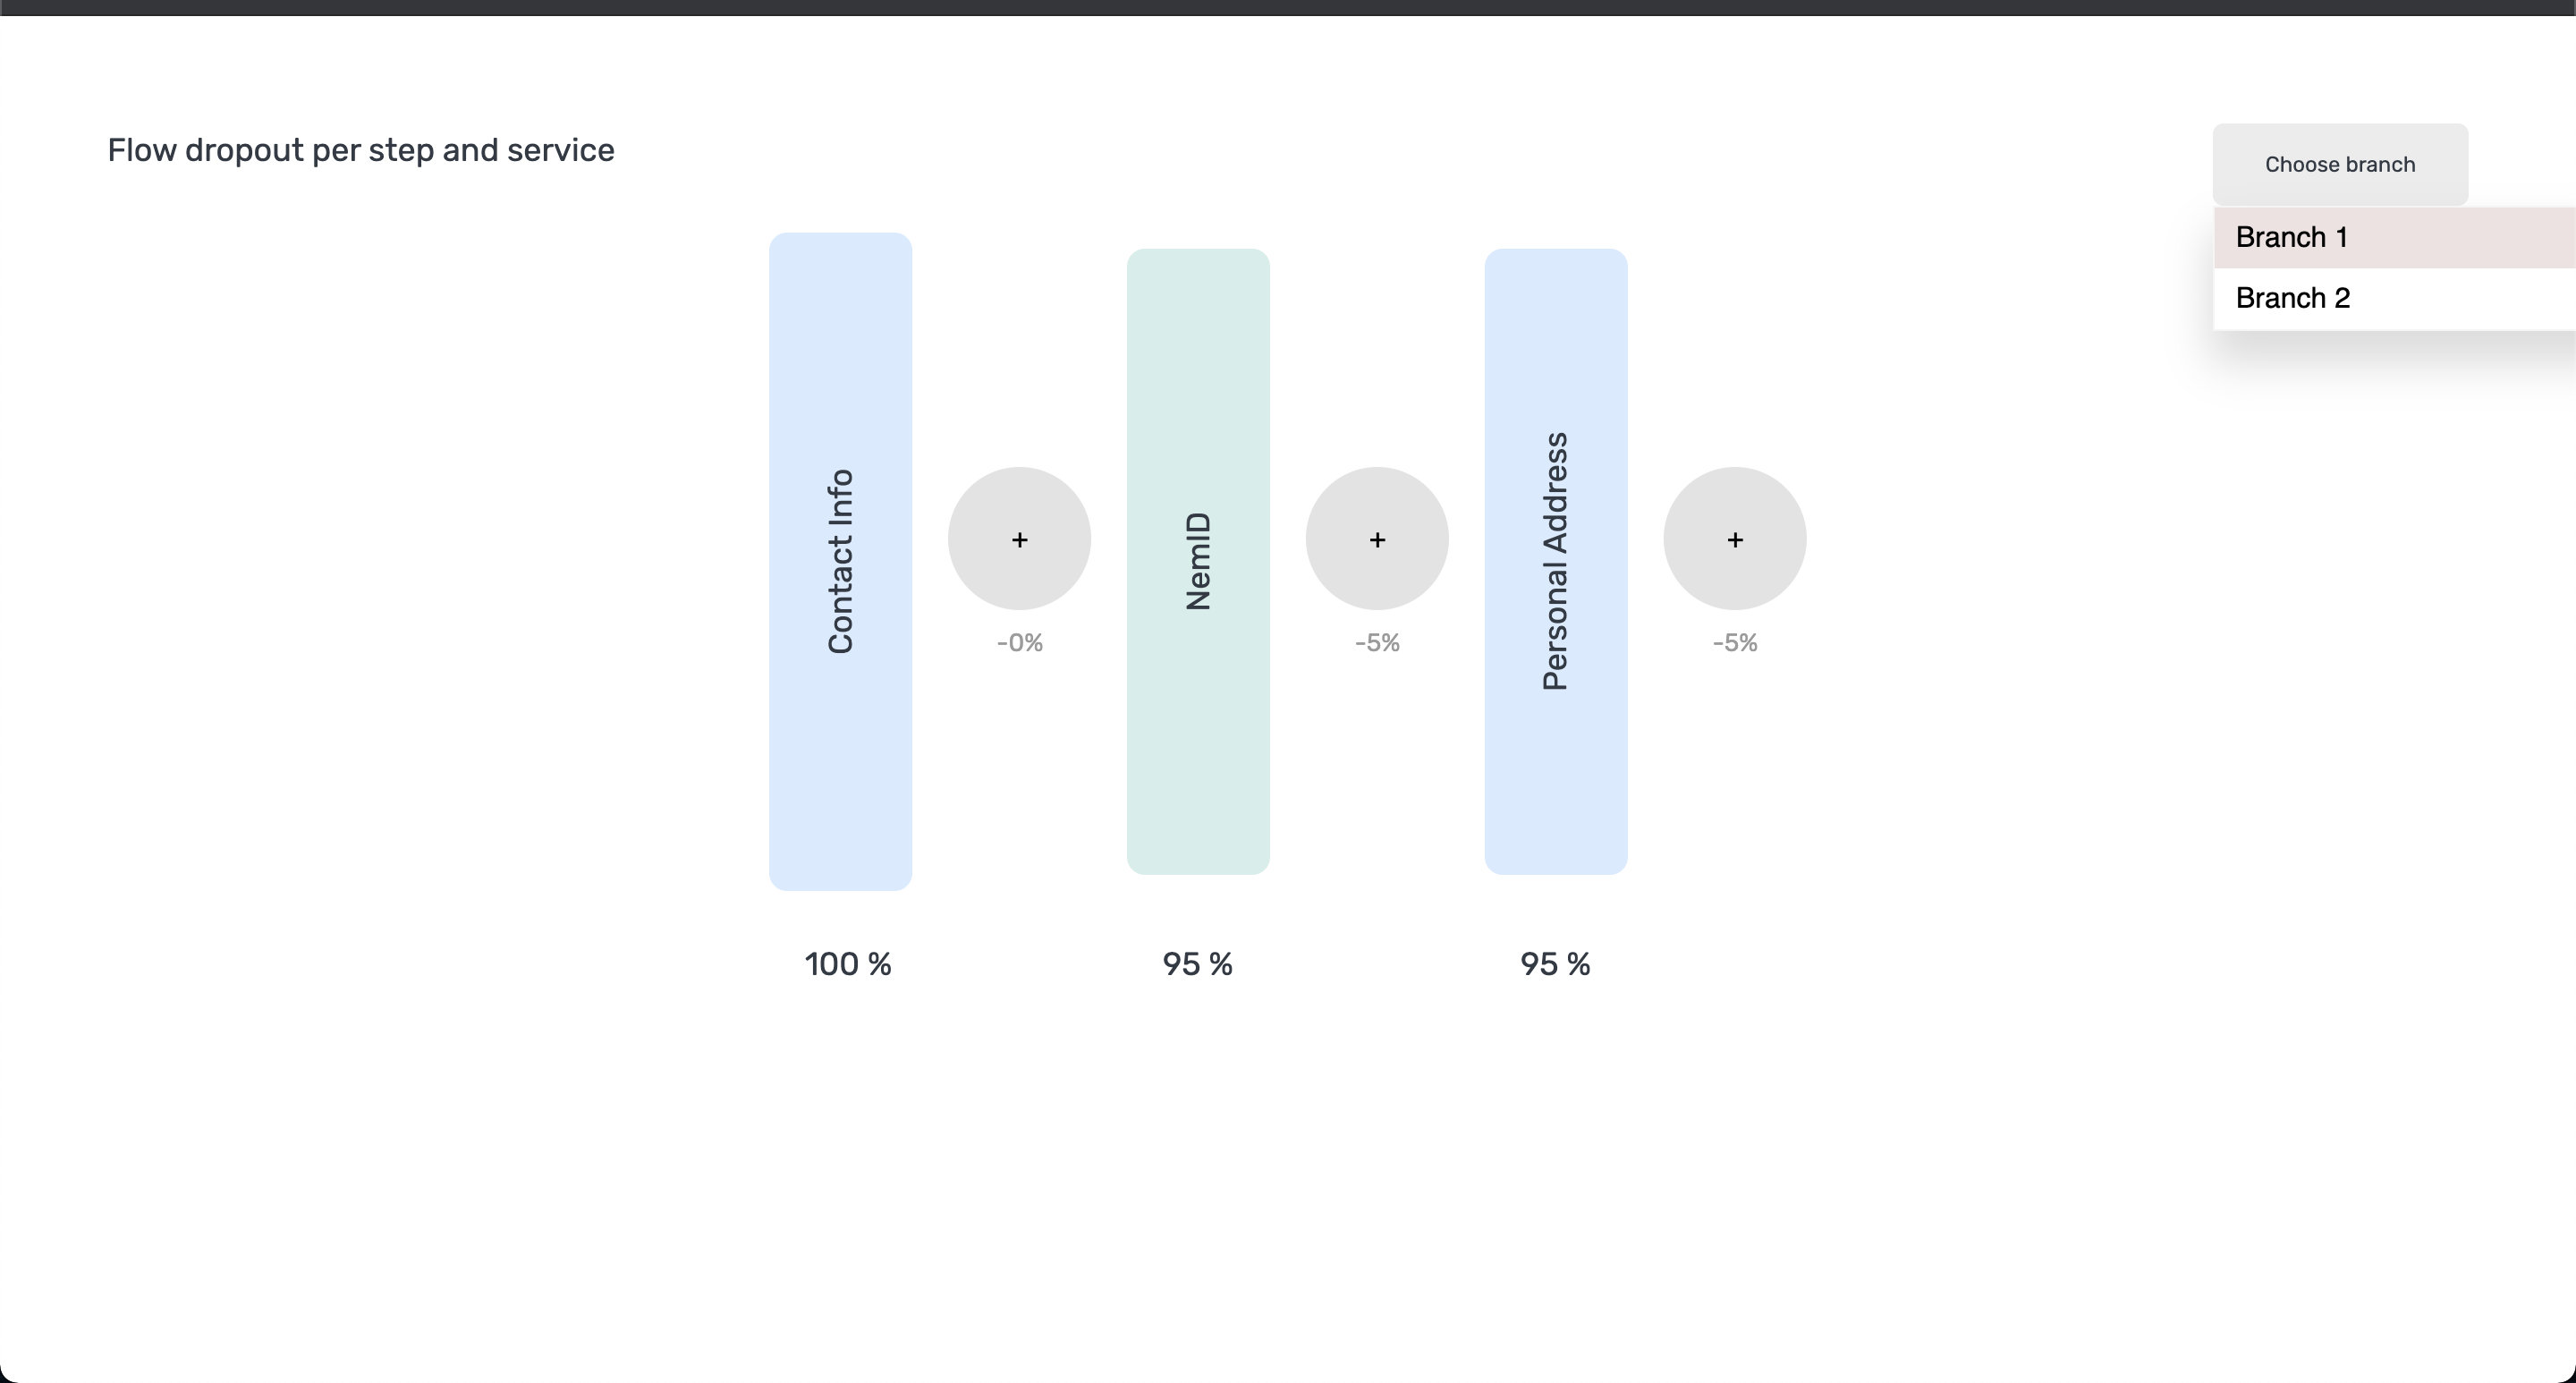 Flow dropout per step and service
Choose branch
Branch 1
Branch 2
Contact Info
+
-0%
NemID
+
-5%
Personal Address
+
-5%
100 %
95 %
95 %